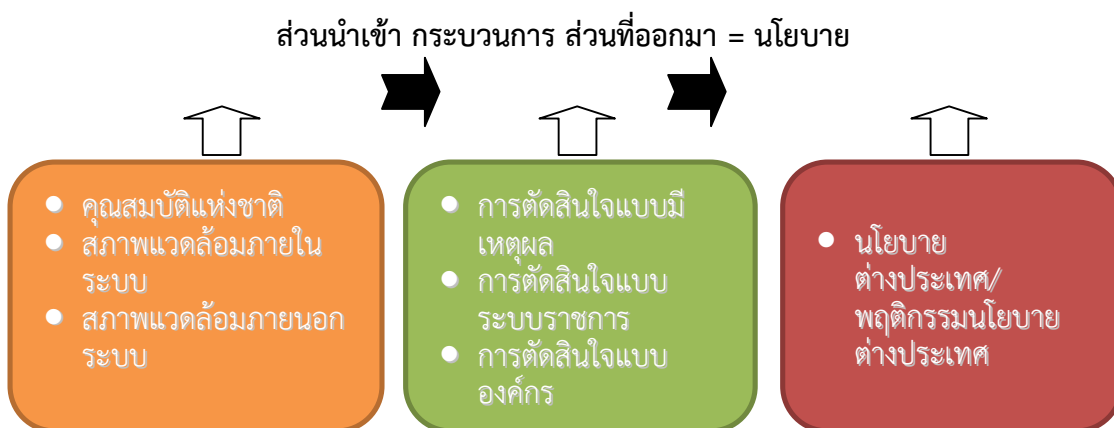 ส่วนนำเข้า กระบวนการ ส่วนที่ออกมา = นโยบาย
คุณสมบัติแห่งชาติ
สภาพแวดล้อมภายใน
ระบบ
สภาพแวดล้อมภายนอก
ระบบ
การตัดสินใจแบบมี
เหตุผล
การตัดสินใจแบบ
ระบบราชการ
การตัดสินใจแบบ
องค์กร
นโยบาย
ต่างประเทศ/
พฤติกรรมนโยบาย
ต่างประเทศ